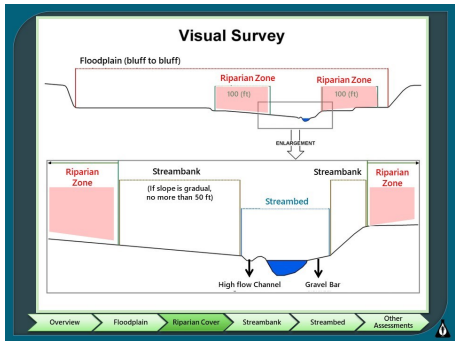 Visual Survey
Floodplain (bluff to bluff)
Riparian Zone
Riparian Zone
100 (ft)
100 (ft)
ENLARGEMENT
Riparian
Zone
Streambank
(If slope is gradual,
no more than 50 ft)
Streambed
Streambank
Riparian
Zone
High flow Channel
Gravel Bar
Overview
Floodplain
Riparian Cover
Streambank
Streambed
Other
Assessments